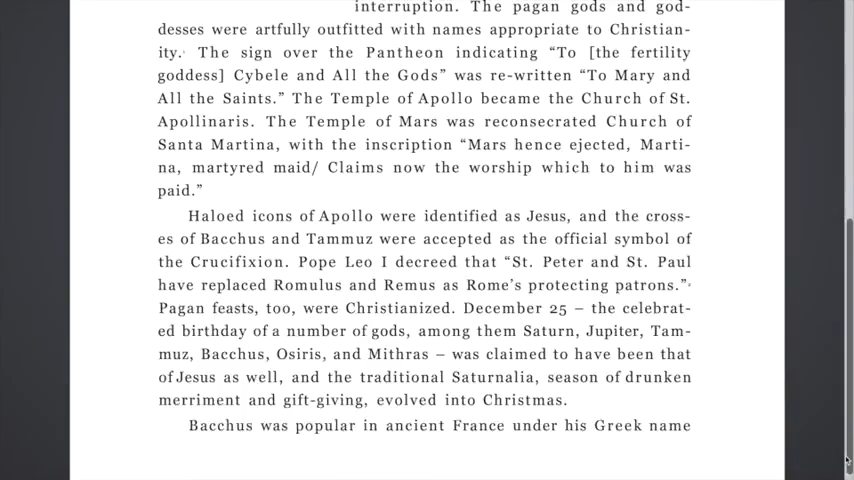 interruption. The pagan gods and god-
desses were artfully outfitted with names appropriate to Christian-
ity. The sign over the Pantheon indicating “To [the fertility
goddess] Cybele and All the Gods” was re-written “To Mary and
All the Saints.” The Temple of Apollo became the Church of St.
Apollinaris. The Temple of Mars was reconsecrated Church of
Santa Martina, with the inscription “Mars hence ejected, Marti-
na, martyred maid/ Claims now the worship which to him was
paid.”
Haloed icons of Apollo were identified as Jesus, and the cross-
es of Bacchus and Tammuz were accepted as the official symbol of
the Crucifixion. Pope Leo I decreed that “St. Peter and St. Paul
have replaced Romulus and Remus as Rome’s protecting patrons.”
Pagan feasts, too, were Christianized. December 25 – the celebrat-
ed birthday of a number of gods, among them Saturn, Jupiter, Tam-
muz, Bacchus, Osiris, and Mithras – was claimed to have been that
of Jesus as well, and the traditional Saturnalia, season of drunken
merriment and gift-giving, evolved into Christmas.
Bacchus was popular in ancient France under his Greek name